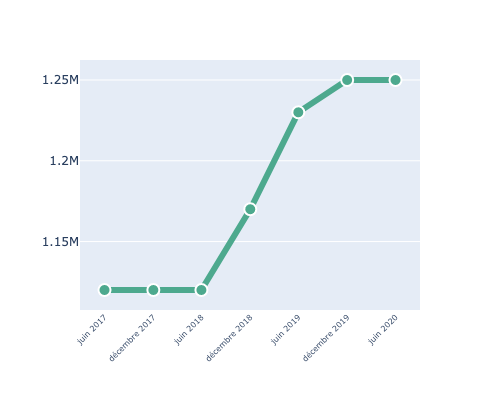 1.25M
1.2M
1.15M
juin 2017
décembre 2017
juin 2018
décembre 2018
juin 2019
décembre 2019
juin 2020